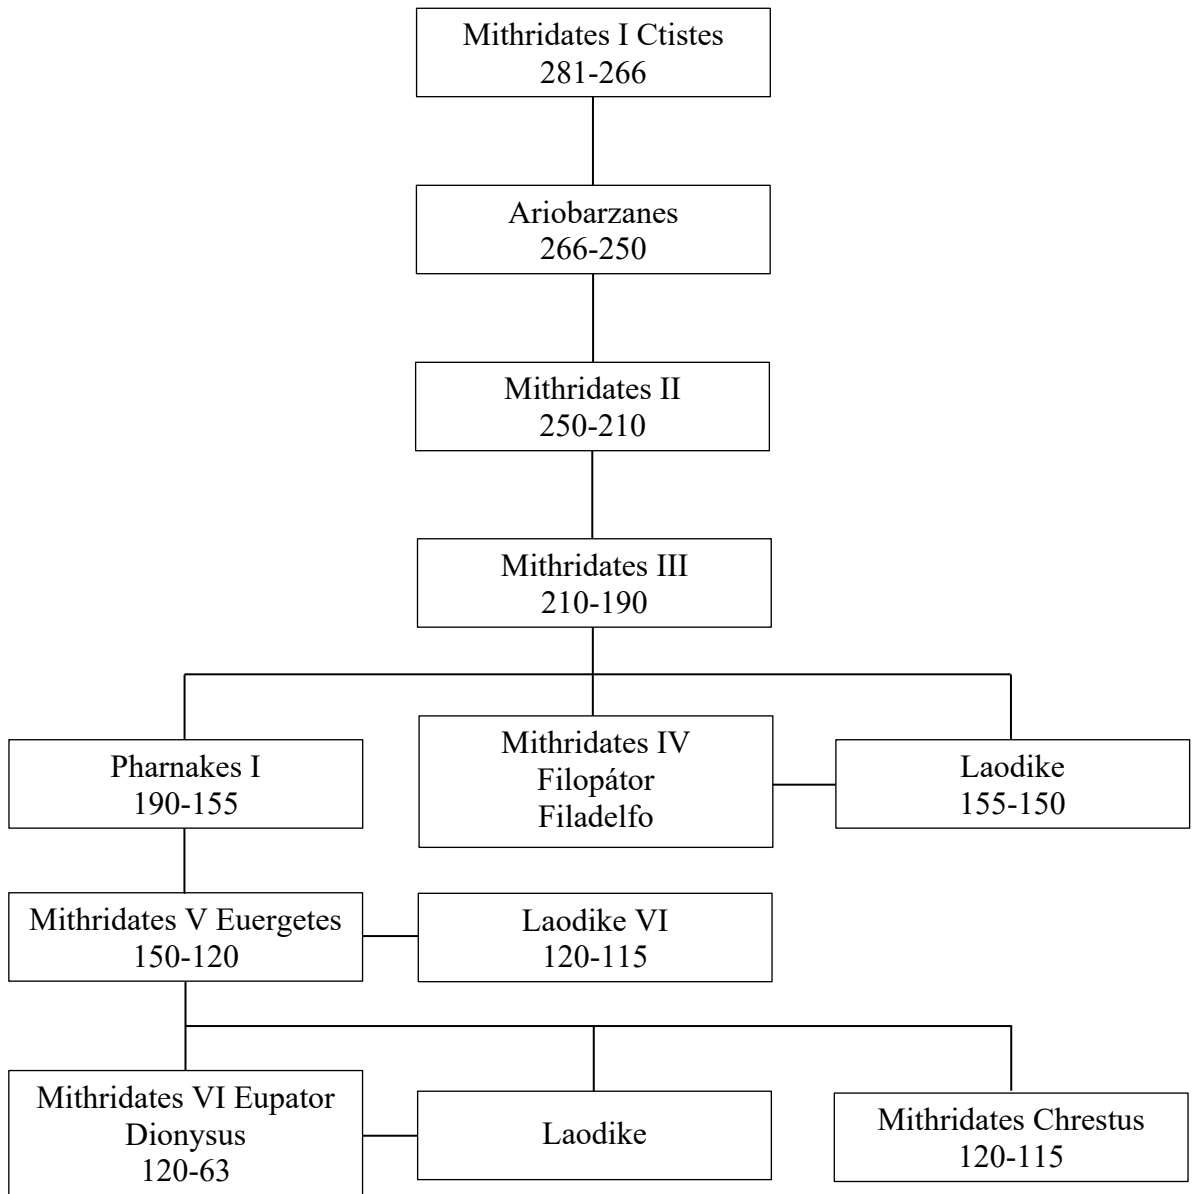 Mithridates I Ctistes
281-266
Ariobarzanes
266-250
Mithridates II
250-210
Mithridates III
210-190
Pharnakes I
190-155
Mithridates IV
Filopátor
Filadelfo
Laodike
155-150
Mithridates V Euergetes
150-120
Laodike VI
120-115
Mithridates VI Eupator
Dionysus
120-63
Laodike
Mithridates Chrestus
120-115